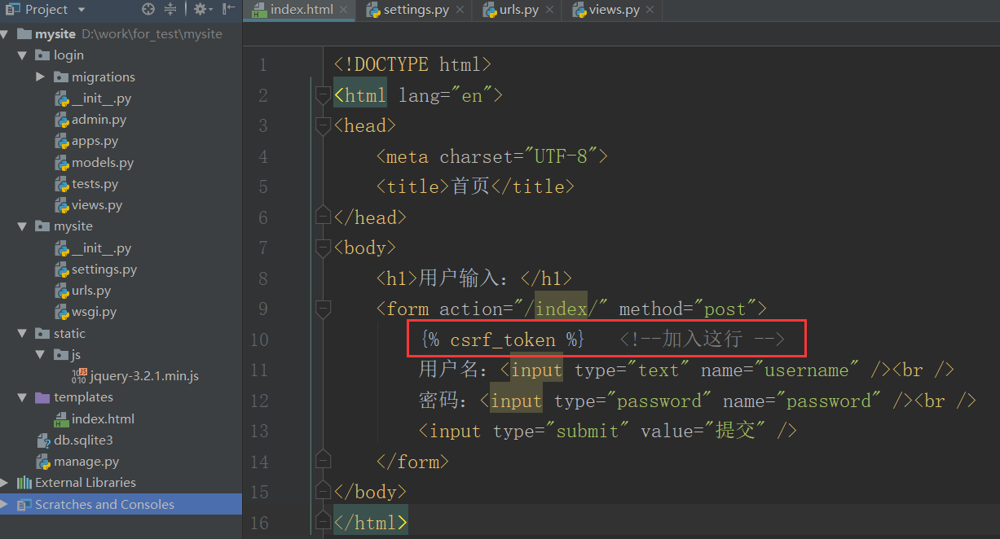 Project
mysite D:\work\for_test\mysite
login
migrations
__init__.py
admin.py
apps.py
models.py
tests.py
views.py
mysite
__init__.py
settings.py
urls.py
wsgi.py
static
js
jquery-3.2.1.min.js
templates
index.html
db.sqlite3
manage.py
External Libraries
Scratches and Consoles
index.html settings.py urls.py views.py
1 <!DOCTYPE html>
2 <html lang="en">
3 <head>
4 <meta charset="UTF-8">
5 <title>首页</title>
6 </head>
7 <body>
8 <h1>用户输入：</h1>
9 <form action="/index/" method="post">
10 {% csrf_token %} <!--加入这行 -->
11 用户名：<input type="text" name="username" /><br />
12 密码：<input type="password" name="password" /><br />
13 <input type="submit" value="提交" />
14 </form>
15 </body>
16 </html>